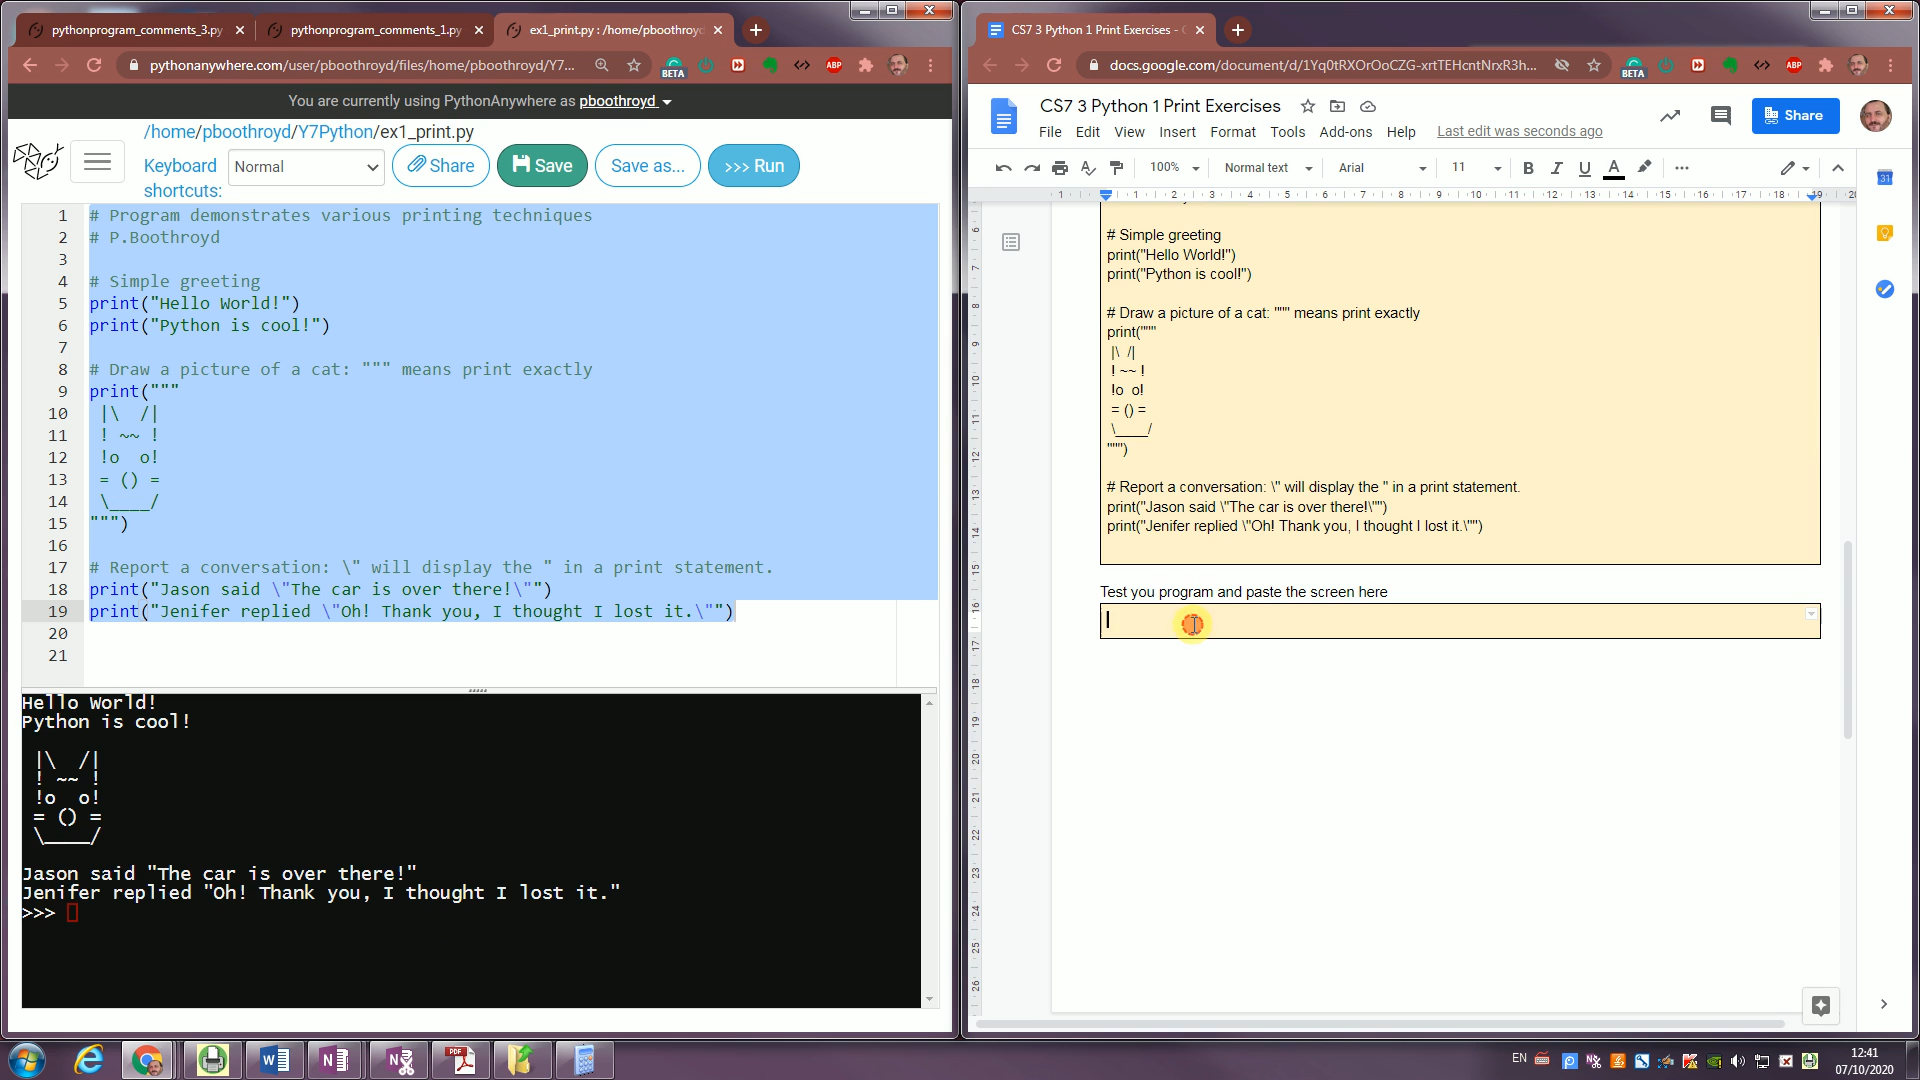 pythonprogram_comments_3.py
pythonprogram_comments_1.py
ex1_print.py : /home/pboothroyd
pythonanywhere.com/user/pboothroyd/files/home/pboothroyd/Y7...
BETA
ABP
You are currently using PythonAnywhere as pboothroyd
/home/pboothroyd/Y7Python/ex1_print.py
Keyboard shortcuts:
Normal
Share
Save
Save as...
>>> Run
1 # Program demonstrates various printing techniques
2 # P.Boothroyd
3
4 # Simple greeting
5 print("Hello World!")
6 print("Python is cool!")
7
8 # Draw a picture of a cat: """ means print exactly
9 print("""
10  |\  /|
11  ! ~~ !
12  !o  o!
13  = () =
14  \____/
15 """)
16
17 # Report a conversation: \" will display the " in a print statement.
18 print("Jason said \"The car is over there!\"")
19 print("Jenifer replied \"Oh! Thank you, I thought I lost it.\"")
20
21
Hello World!
Python is cool!
 |\  /|
 ! ~~ !
 !o  o!
 = () =
 \____/
Jason said "The car is over there!"
Jenifer replied "Oh! Thank you, I thought I lost it."
>>>
CS7 3 Python 1 Print Exercises -
docs.google.com/document/d/1Yq0tRXOrOoCZG-xrtTEHcntNrxR3h...
BETA
ABP
CS7 3 Python 1 Print Exercises
File Edit View Insert Format Tools Add-ons Help Last edit was seconds ago
Share
100% Normal text Arial 11 B I U A
31
# Simple greeting
print("Hello World!")
print("Python is cool!")
# Draw a picture of a cat: """ means print exactly
print("""
 |\  /|
 ! ~~ !
 !o  o!
 = () =
 \____/
""")
# Report a conversation: \" will display the " in a print statement.
print("Jason said \"The car is over there!\"")
print("Jenifer replied \"Oh! Thank you, I thought I lost it.\"")
Test you program and paste the screen here
EN
12:41
07/10/2020